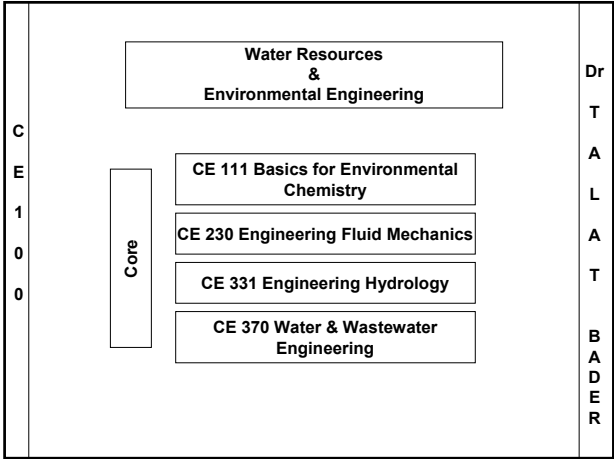 C E 1 0 0
Water Resources
&
Environmental Engineering
Core
CE 111 Basics for Environmental
Chemistry
CE 230 Engineering Fluid Mechanics
CE 331 Engineering Hydrology
CE 370 Water & Wastewater
Engineering
Dr T A L A T B A D E R